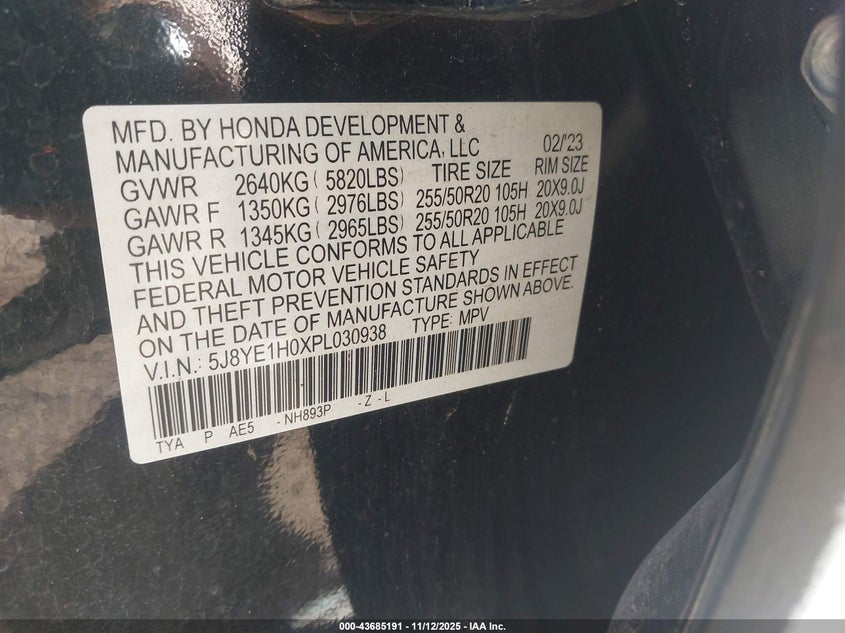 MFD. BY HONDA DEVELOPMENT &
MANUFACTURING OF AMERICA, LLC 02/'23
GVWR 2640KG ( 5820LBS) TIRE SIZE RIM SIZE
GAWR F 1350KG ( 2976LBS) 255/50R20 105H 20X9.0J
GAWR R 1345KG ( 2965LBS) 255/50R20 105H 20X9.0J
THIS VEHICLE CONFORMS TO ALL APPLICABLE
FEDERAL MOTOR VEHICLE SAFETY
AND THEFT PREVENTION STANDARDS IN EFFECT
ON THE DATE OF MANUFACTURE SHOWN ABOVE.
V.I.N.: 5J8YE1H0XPL030938 TYPE: MPV
TYA P AE5 -NH893P -Z-L
000-43685191 - 11/12/2025 - IAA Inc.